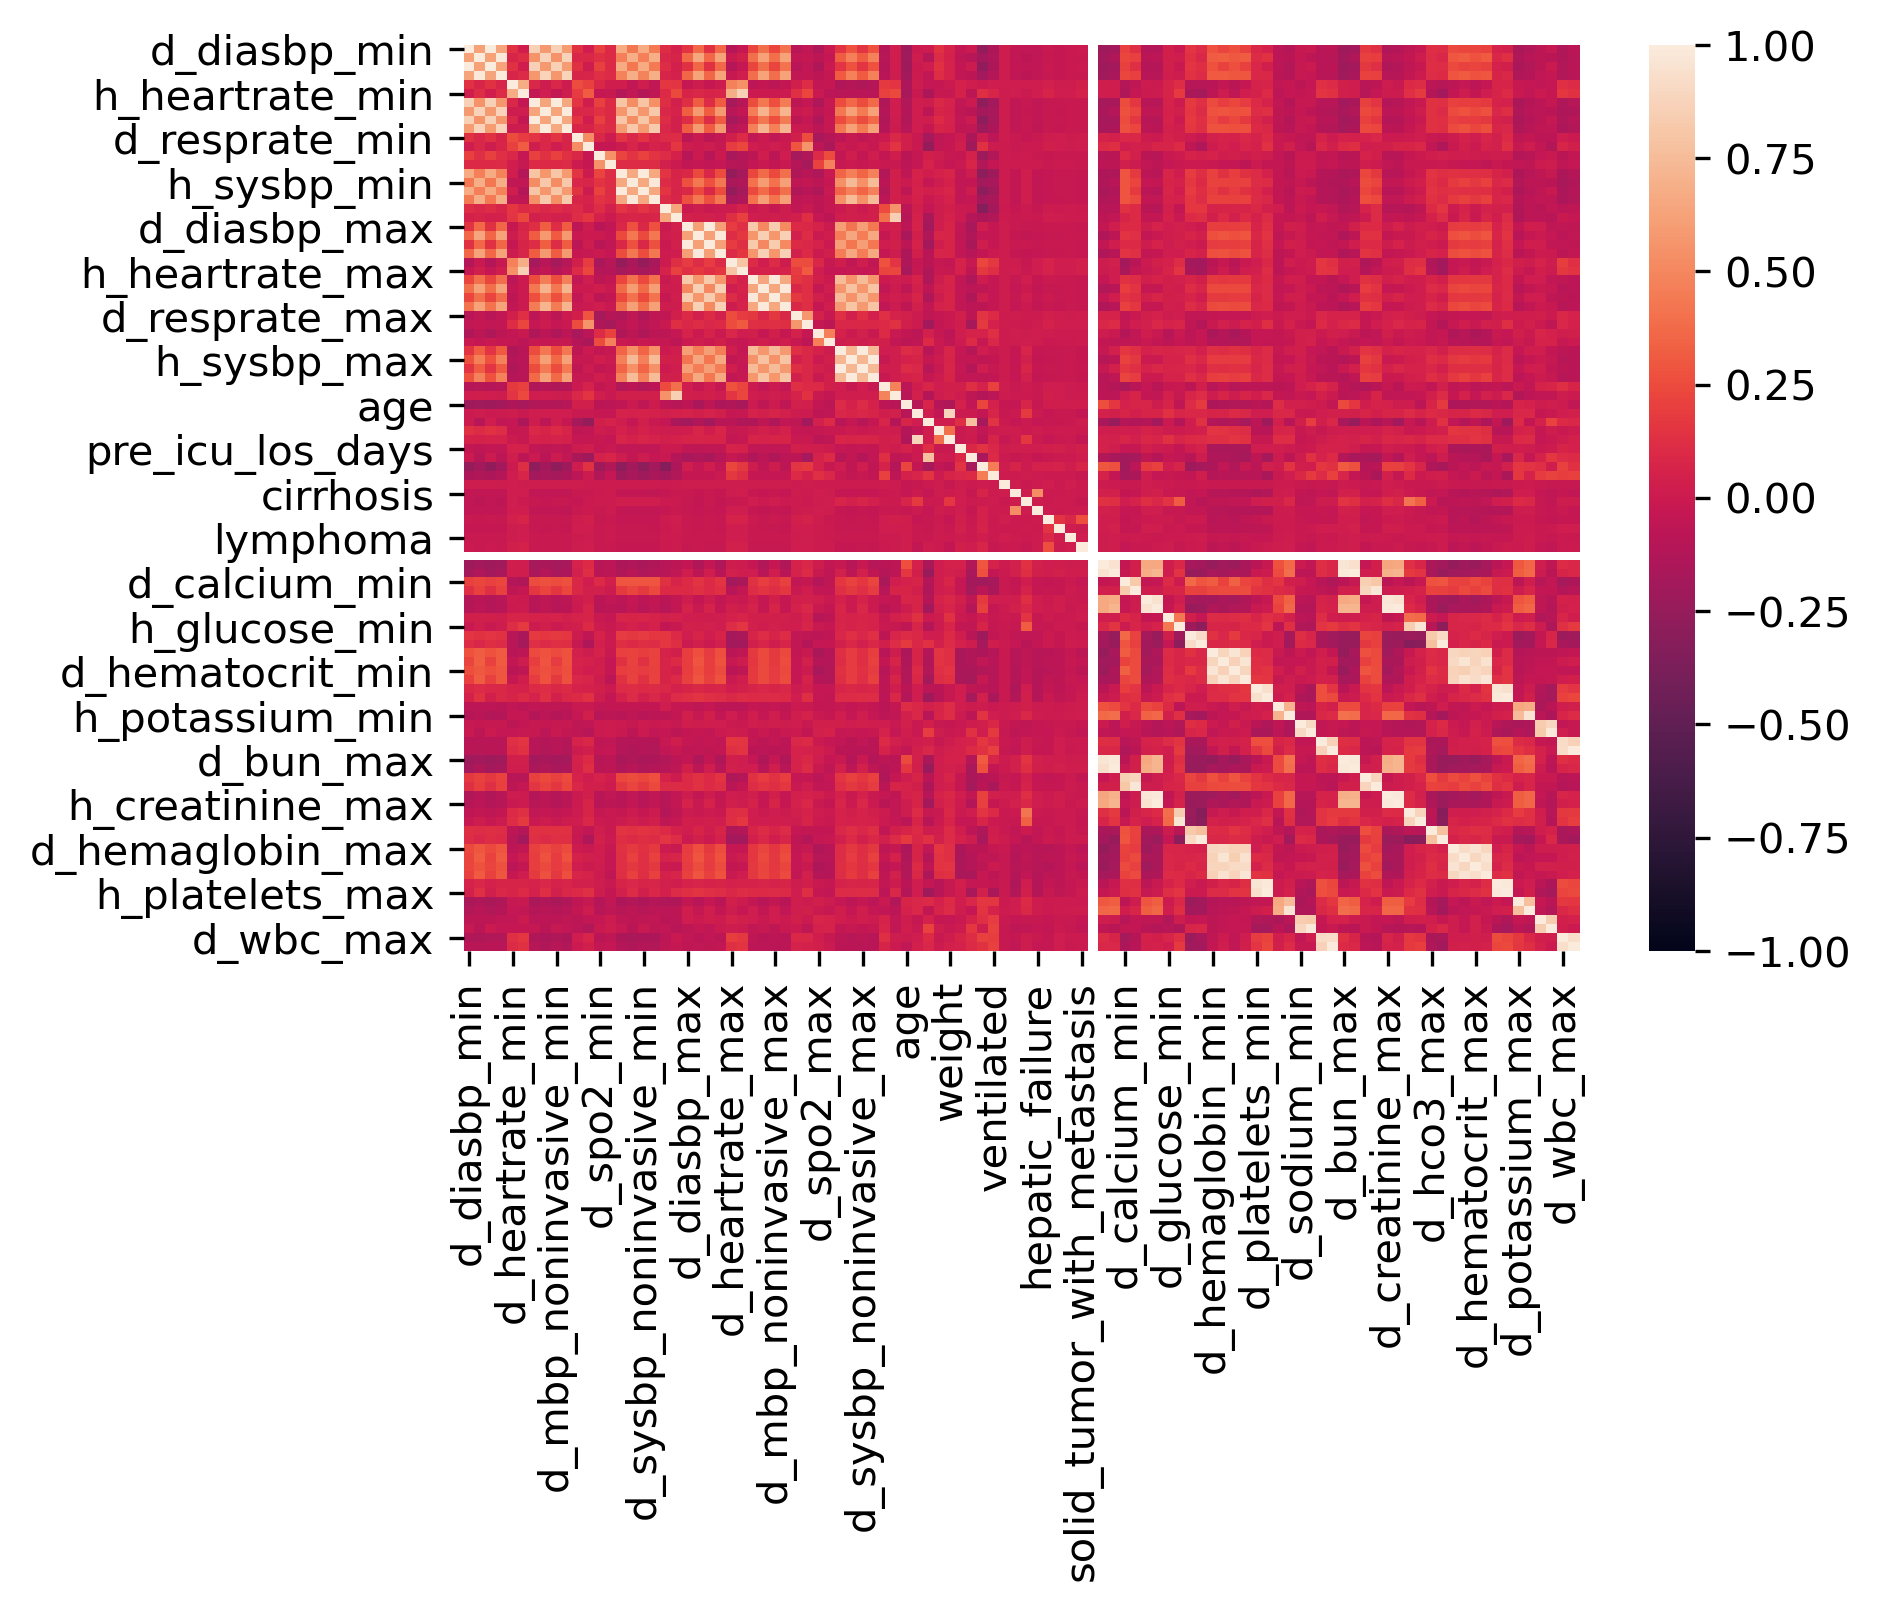 d_diasbp_min
h_heartrate_min
d_resprate_min
h_sysbp_min
d_diasbp_max
h_heartrate_max
d_resprate_max
h_sysbp_max
age
pre_icu_los_days
cirrhosis
lymphoma
d_calcium_min
h_glucose_min
d_hematocrit_min
h_potassium_min
d_bun_max
h_creatinine_max
d_hemaglobin_max
h_platelets_max
d_wbc_max
d_diasbp_min
d_heartrate_min
d_mbp_noninvasive_min
d_spo2_min
d_sysbp_noninvasive_min
d_diasbp_max
d_heartrate_max
d_mbp_noninvasive_max
d_spo2_max
d_sysbp_noninvasive_max
age
weight
ventilated
hepatic_failure
solid_tumor_with_metastasis
d_calcium_min
d_glucose_min
d_hemaglobin_min
d_platelets_min
d_sodium_min
d_bun_max
d_creatinine_max
d_hco3_max
d_hematocrit_max
d_potassium_max
d_wbc_max
1.00
0.75
0.50
0.25
0.00
−0.25
−0.50
−0.75
−1.00